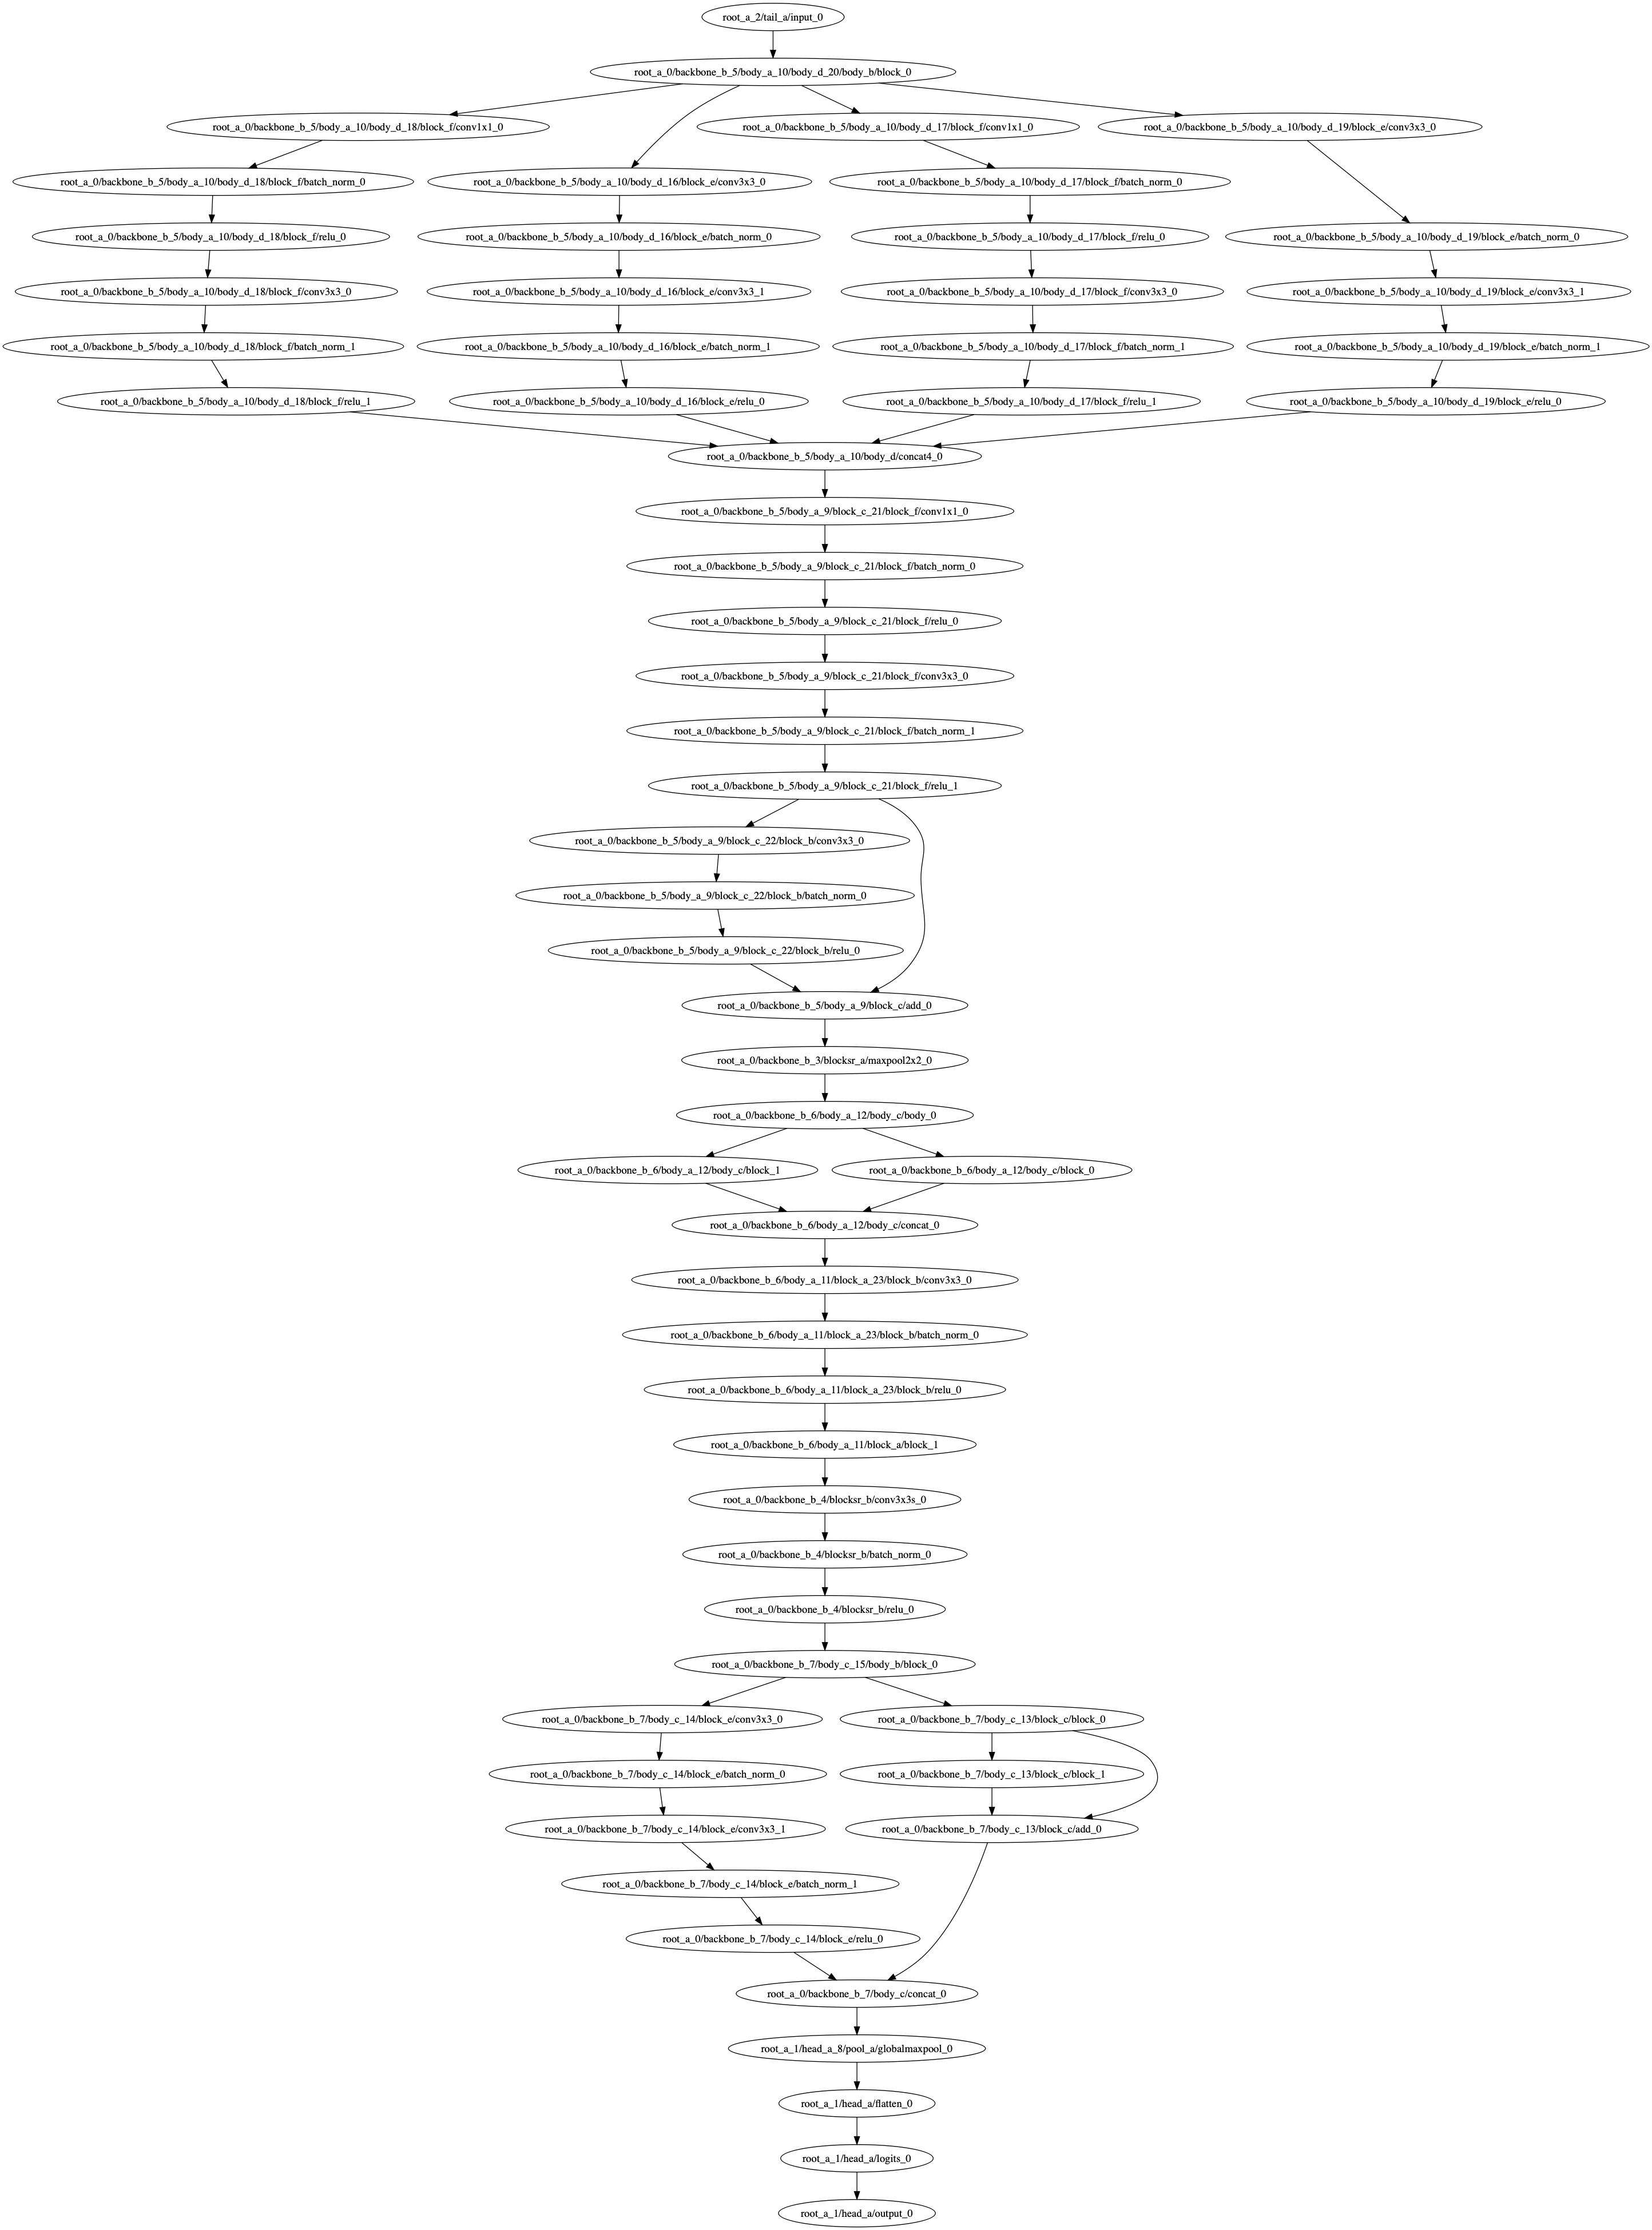 root_a_2/tail_a/input_0
root_a_0/backbone_b_5/body_a_10/body_d_20/body_b/block_0
root_a_0/backbone_b_5/body_a_10/body_d_18/block_f/conv1x1_0
root_a_0/backbone_b_5/body_a_10/body_d_17/block_f/conv1x1_0
root_a_0/backbone_b_5/body_a_10/body_d_19/block_e/conv3x3_0
root_a_0/backbone_b_5/body_a_10/body_d_18/block_f/batch_norm_0
root_a_0/backbone_b_5/body_a_10/body_d_16/block_e/conv3x3_0
root_a_0/backbone_b_5/body_a_10/body_d_17/block_f/batch_norm_0
root_a_0/backbone_b_5/body_a_10/body_d_18/block_f/relu_0
root_a_0/backbone_b_5/body_a_10/body_d_16/block_e/batch_norm_0
root_a_0/backbone_b_5/body_a_10/body_d_17/block_f/relu_0
root_a_0/backbone_b_5/body_a_10/body_d_19/block_e/batch_norm_0
root_a_0/backbone_b_5/body_a_10/body_d_18/block_f/conv3x3_0
root_a_0/backbone_b_5/body_a_10/body_d_16/block_e/conv3x3_1
root_a_0/backbone_b_5/body_a_10/body_d_17/block_f/conv3x3_0
root_a_0/backbone_b_5/body_a_10/body_d_19/block_e/conv3x3_1
root_a_0/backbone_b_5/body_a_10/body_d_18/block_f/batch_norm_1
root_a_0/backbone_b_5/body_a_10/body_d_16/block_e/batch_norm_1
root_a_0/backbone_b_5/body_a_10/body_d_17/block_f/batch_norm_1
root_a_0/backbone_b_5/body_a_10/body_d_19/block_e/batch_norm_1
root_a_0/backbone_b_5/body_a_10/body_d_18/block_f/relu_1
root_a_0/backbone_b_5/body_a_10/body_d_16/block_e/relu_0
root_a_0/backbone_b_5/body_a_10/body_d_17/block_f/relu_1
root_a_0/backbone_b_5/body_a_10/body_d_19/block_e/relu_0
root_a_0/backbone_b_5/body_a_10/body_d/concat4_0
root_a_0/backbone_b_5/body_a_9/block_c_21/block_f/conv1x1_0
root_a_0/backbone_b_5/body_a_9/block_c_21/block_f/batch_norm_0
root_a_0/backbone_b_5/body_a_9/block_c_21/block_f/relu_0
root_a_0/backbone_b_5/body_a_9/block_c_21/block_f/conv3x3_0
root_a_0/backbone_b_5/body_a_9/block_c_21/block_f/batch_norm_1
root_a_0/backbone_b_5/body_a_9/block_c_21/block_f/relu_1
root_a_0/backbone_b_5/body_a_9/block_c_22/block_b/conv3x3_0
root_a_0/backbone_b_5/body_a_9/block_c_22/block_b/batch_norm_0
root_a_0/backbone_b_5/body_a_9/block_c_22/block_b/relu_0
root_a_0/backbone_b_5/body_a_9/block_c/add_0
root_a_0/backbone_b_3/blocksr_a/maxpool2x2_0
root_a_0/backbone_b_6/body_a_12/body_c/body_0
root_a_0/backbone_b_6/body_a_12/body_c/block_1
root_a_0/backbone_b_6/body_a_12/body_c/block_0
root_a_0/backbone_b_6/body_a_12/body_c/concat_0
root_a_0/backbone_b_6/body_a_11/block_a_23/block_b/conv3x3_0
root_a_0/backbone_b_6/body_a_11/block_a_23/block_b/batch_norm_0
root_a_0/backbone_b_6/body_a_11/block_a_23/block_b/relu_0
root_a_0/backbone_b_6/body_a_11/block_a/block_1
root_a_0/backbone_b_4/blocksr_b/conv3x3s_0
root_a_0/backbone_b_4/blocksr_b/batch_norm_0
root_a_0/backbone_b_4/blocksr_b/relu_0
root_a_0/backbone_b_7/body_c_15/body_b/block_0
root_a_0/backbone_b_7/body_c_14/block_e/conv3x3_0
root_a_0/backbone_b_7/body_c_13/block_c/block_0
root_a_0/backbone_b_7/body_c_14/block_e/batch_norm_0
root_a_0/backbone_b_7/body_c_13/block_c/block_1
root_a_0/backbone_b_7/body_c_14/block_e/conv3x3_1
root_a_0/backbone_b_7/body_c_13/block_c/add_0
root_a_0/backbone_b_7/body_c_14/block_e/batch_norm_1
root_a_0/backbone_b_7/body_c_14/block_e/relu_0
root_a_0/backbone_b_7/body_c/concat_0
root_a_1/head_a_8/pool_a/globalmaxpool_0
root_a_1/head_a/flatten_0
root_a_1/head_a/logits_0
root_a_1/head_a/output_0